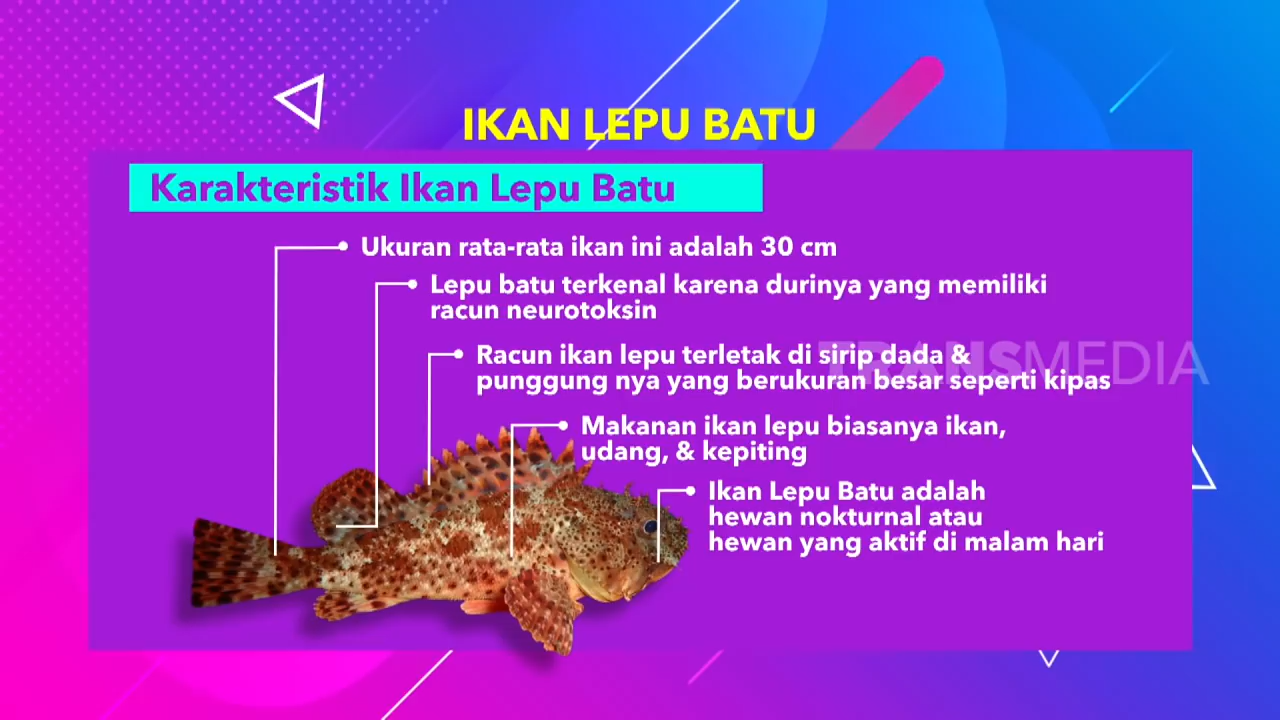 IKAN LEPU BATU
Karakteristik Ikan Lepu Batu
Ukuran rata-rata ikan ini adalah 30 cm
Lepu batu terkenal karena durinya yang memiliki
racun neurotoksin
Racun ikan lepu terletak di sirip dada &
punggung nya yang berukuran besar seperti kipas
TRANSMEDIA
Makanan ikan lepu biasanya ikan,
udang, & kepiting
Ikan Lepu Batu adalah
hewan nokturnal atau
hewan yang aktif di malam hari